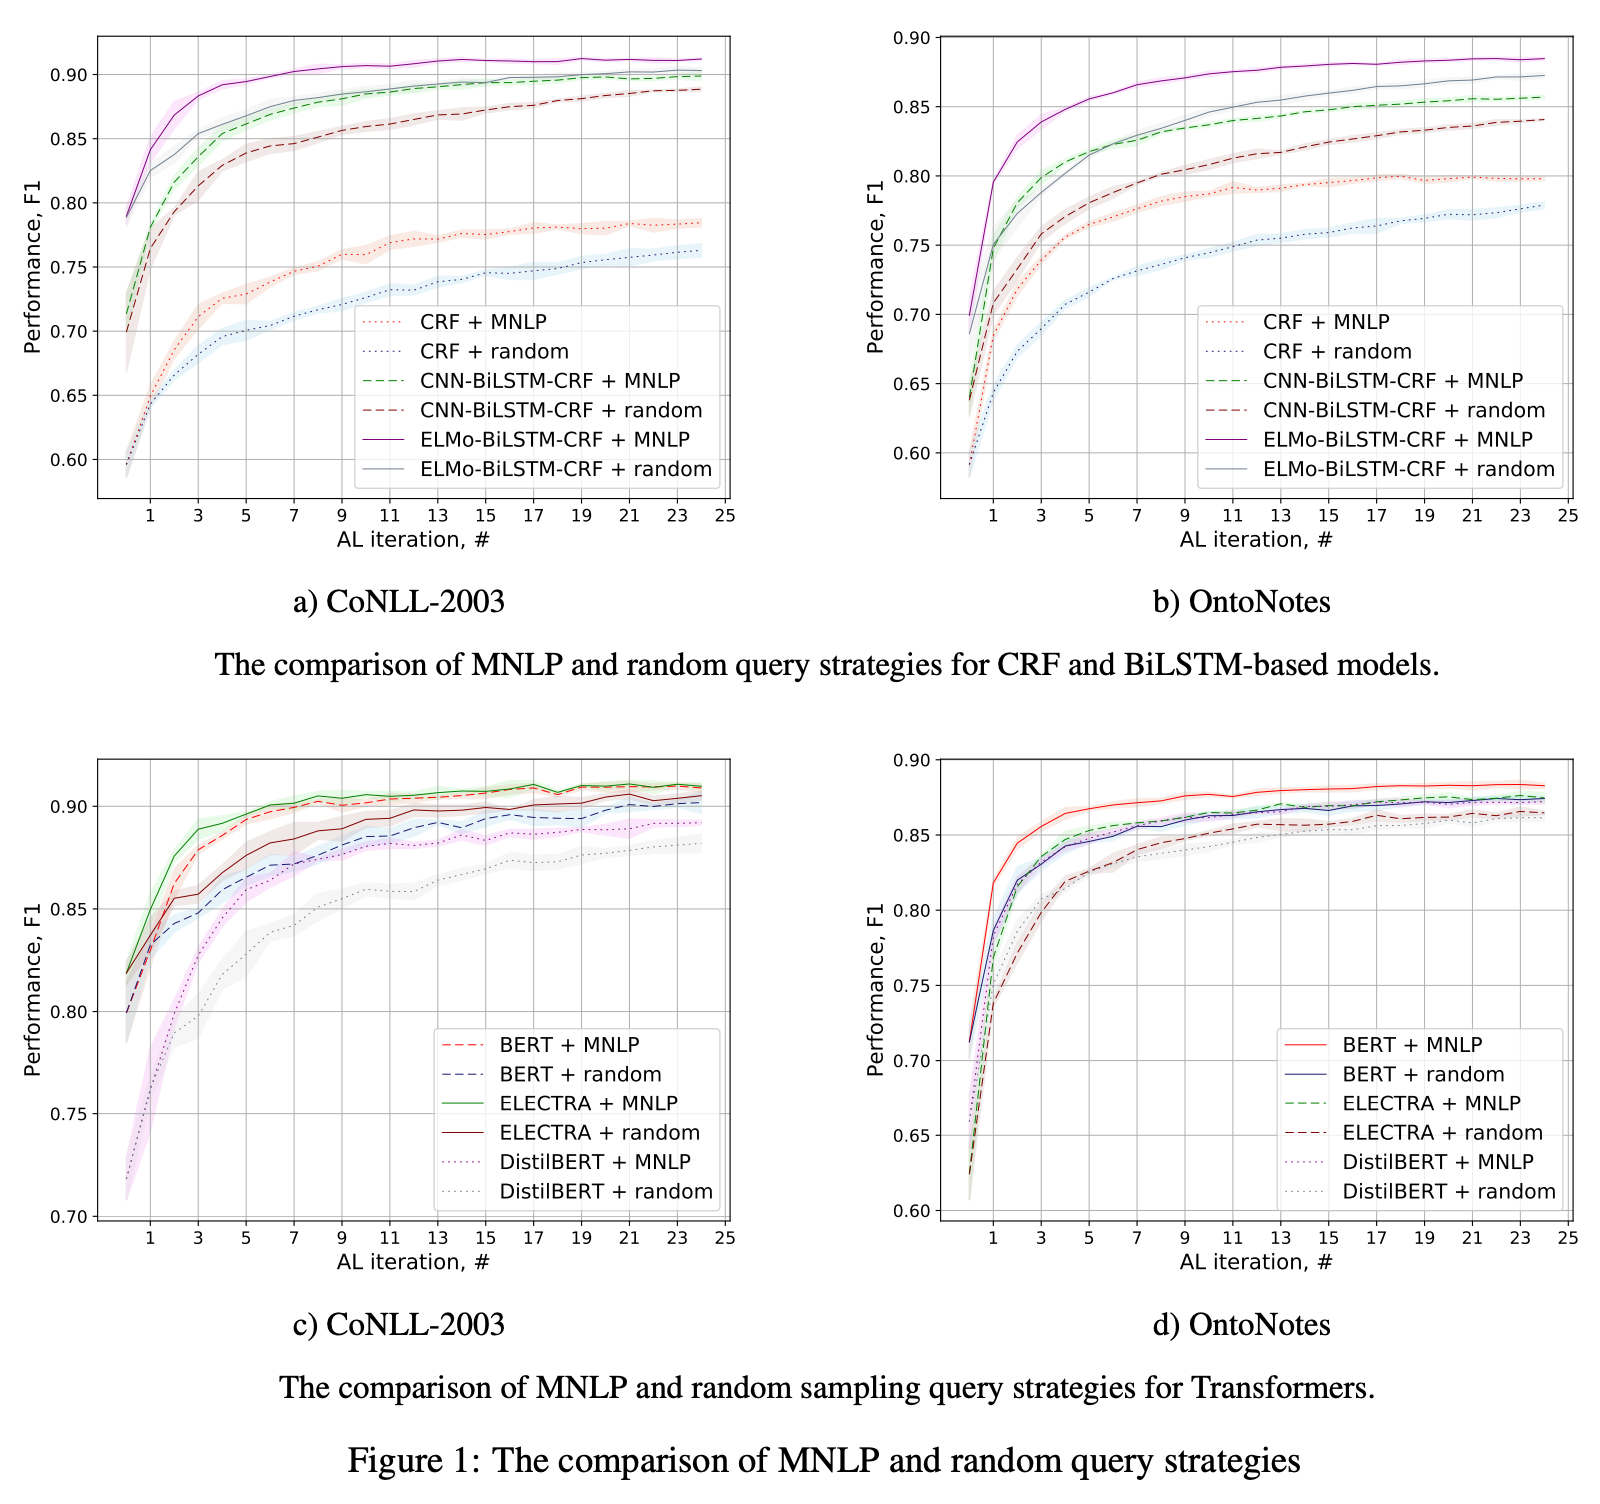 0.90
0.85
0.80
0.75
0.70
0.65
0.60
Performance, F1
CRF + MNLP
CRF + random
CNN-BiLSTM-CRF + MNLP
CNN-BiLSTM-CRF + random
ELMo-BiLSTM-CRF + MNLP
ELMo-BiLSTM-CRF + random
1 3 5 7 9 11 13 15 17 19 21 23 25
AL iteration, #
a) CoNLL-2003
0.90
0.85
0.80
0.75
0.70
0.65
0.60
Performance, F1
CRF + MNLP
CRF + random
CNN-BiLSTM-CRF + MNLP
CNN-BiLSTM-CRF + random
ELMo-BiLSTM-CRF + MNLP
ELMo-BiLSTM-CRF + random
1 3 5 7 9 11 13 15 17 19 21 23 25
AL iteration, #
b) OntoNotes
The comparison of MNLP and random query strategies for CRF and BiLSTM-based models.
0.90
0.85
0.80
0.75
0.70
Performance, F1
BERT + MNLP
BERT + random
ELECTRA + MNLP
ELECTRA + random
DistilBERT + MNLP
DistilBERT + random
1 3 5 7 9 11 13 15 17 19 21 23 25
AL iteration, #
c) CoNLL-2003
0.90
0.85
0.80
0.75
0.70
0.65
0.60
Performance, F1
BERT + MNLP
BERT + random
ELECTRA + MNLP
ELECTRA + random
DistilBERT + MNLP
DistilBERT + random
1 3 5 7 9 11 13 15 17 19 21 23 25
AL iteration, #
d) OntoNotes
The comparison of MNLP and random sampling query strategies for Transformers.
Figure 1: The comparison of MNLP and random query strategies